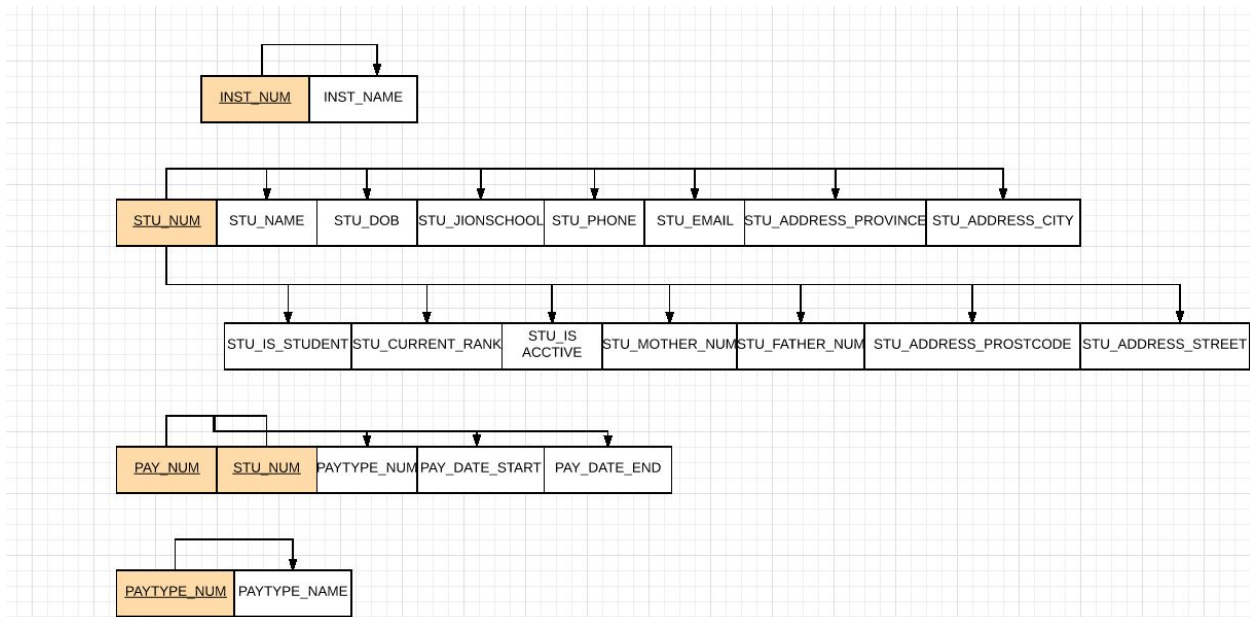 INST_NUM INST_NAME
STU_NUM STU_NAME STU_DOB STU_JIONSCHOOL STU_PHONE STU_EMAIL STU_ADDRESS_PROVINCE STU_ADDRESS_CITY
STU_IS_STUDENT STU_CURRENT_RANK STU_IS ACCTIVE STU_MOTHER_NUM STU_FATHER_NUM STU_ADDRESS_PROSTCODE STU_ADDRESS_STREET
PAY_NUM STU_NUM PAYTYPE_NUM PAY_DATE_START PAY_DATE_END
PAYTYPE_NUM PAYTYPE_NAME